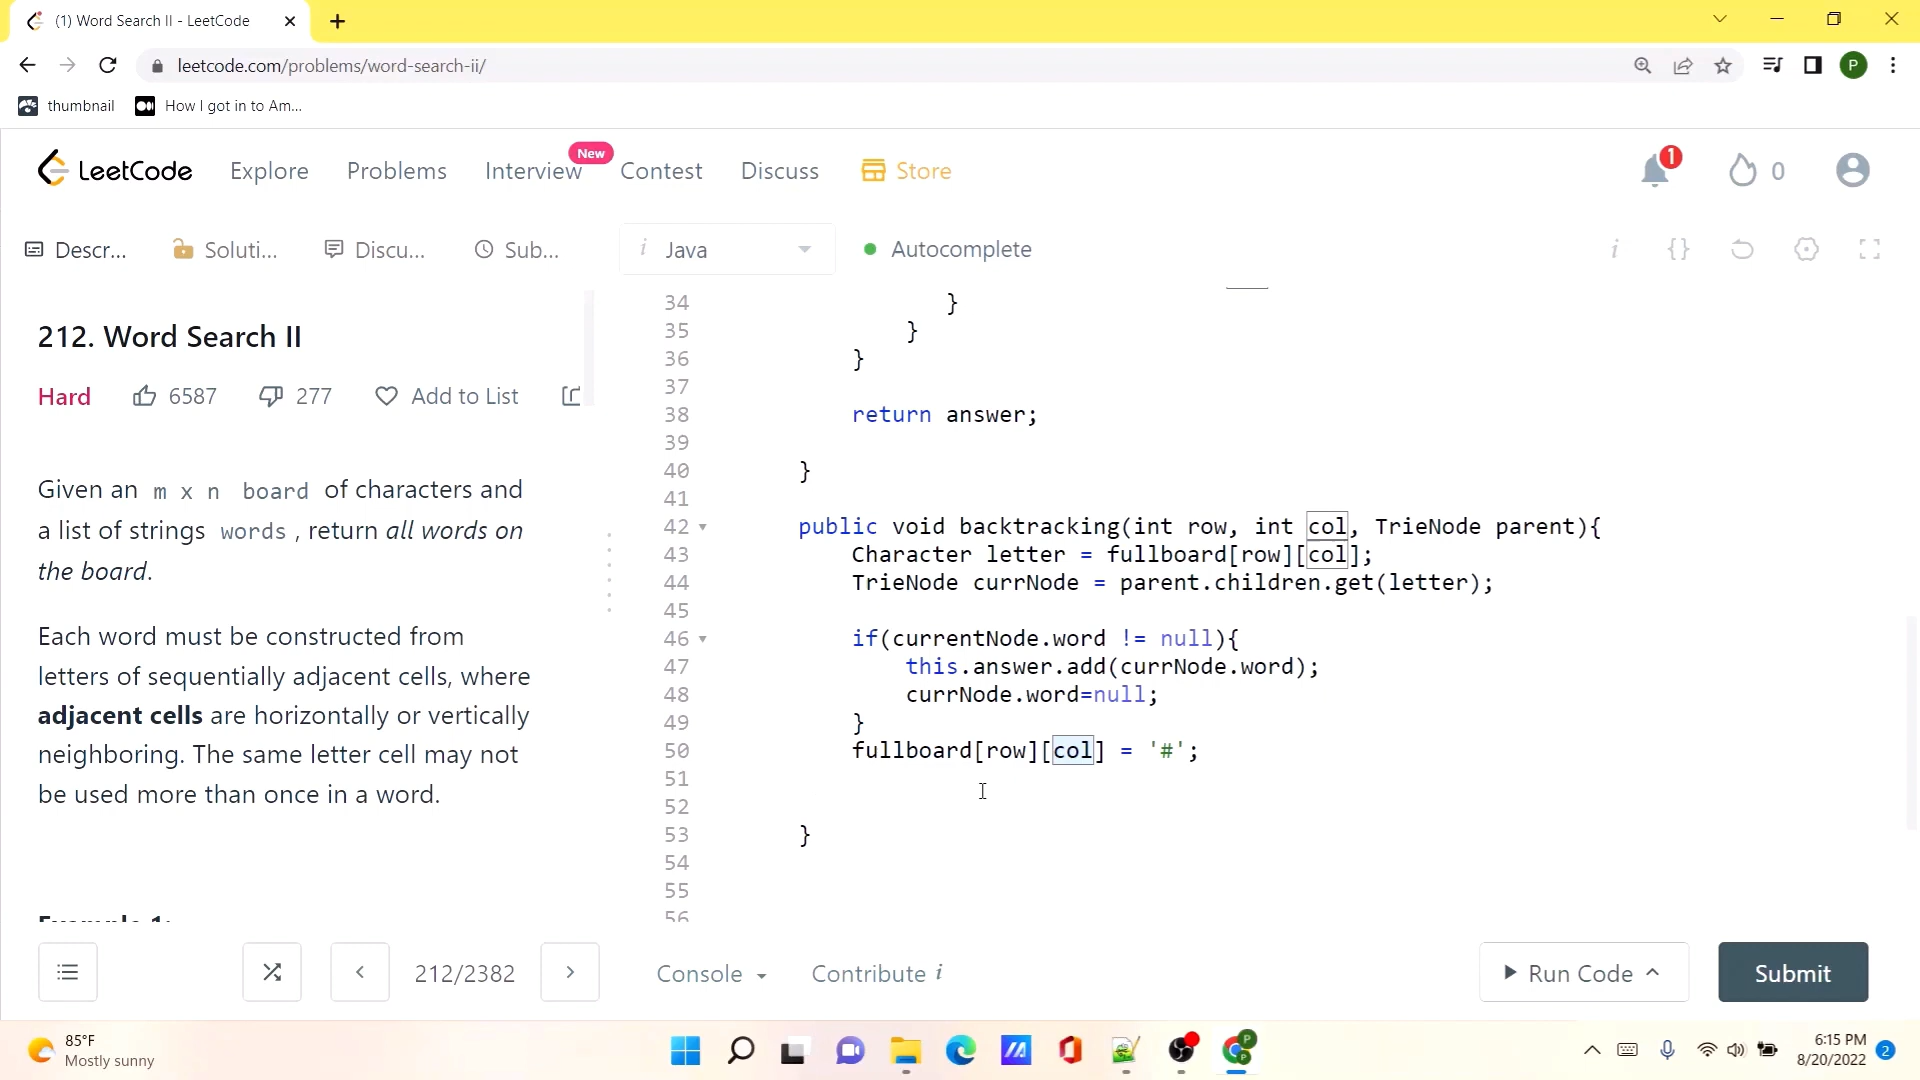 (1) Word Search II - LeetCode
leetcode.com/problems/word-search-ii/
P
thumbnail
How I got in to Am...
LeetCode
Explore
Problems
Interview
New
Contest
Discuss
Store
1
0
Descr...
Soluti...
Discu...
Sub...
i Java
Autocomplete
i {}
212. Word Search II
Hard 6587 277 Add to List
Given an m x n board of characters and
a list of strings words , return all words on
the board.
Each word must be constructed from
letters of sequentially adjacent cells, where
adjacent cells are horizontally or vertically
neighboring. The same letter cell may not
be used more than once in a word.
Example 1:
34 }
35 }
36 }
37
38 return answer;
39
40 }
41
42 public void backtracking(int row, int col, TrieNode parent){
43 Character letter = fullboard[row][col];
44 TrieNode currNode = parent.children.get(letter);
45
46 if(currentNode.word != null){
47 this.answer.add(currNode.word);
48 currNode.word=null;
49 }
50 fullboard[row][col] = '#';
51
52
53 }
54
55
56
212/2382
Console
Contribute i
Run Code
Submit
85°F
Mostly sunny
P
P
6:15 PM
8/20/2022
2